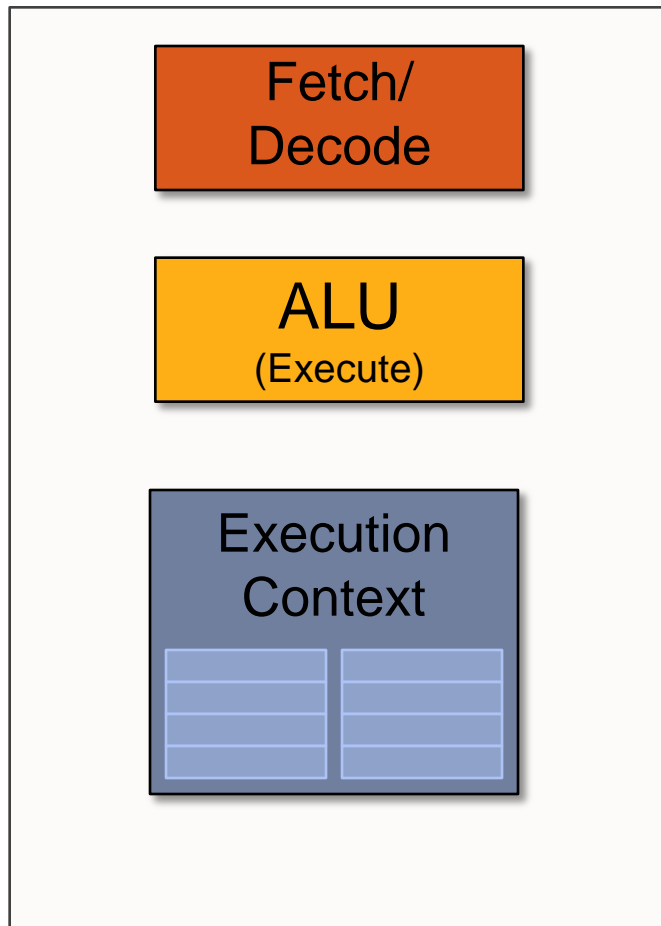 Fetch/
Decode
ALU
(Execute)
Execution
Context